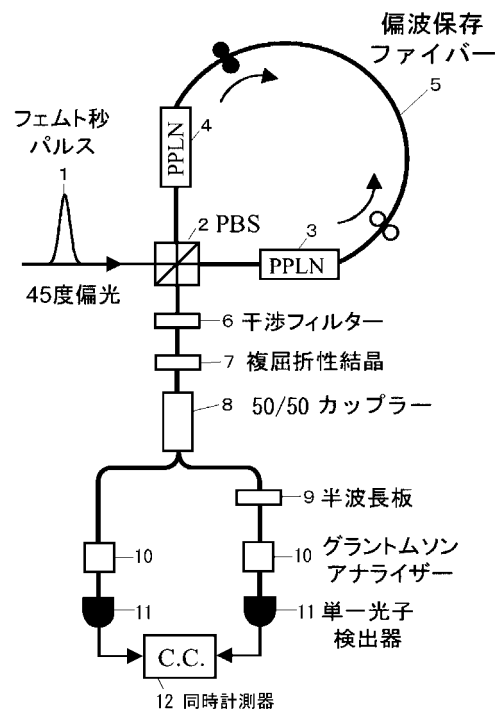 偏波保存
ファイバー
5
フェムト秒
パルス
1
4
PPLN
2 PBS
3
PPLN
45度偏光
6 干渉フィルター
7 複屈折性結晶
8 50/50 カップラー
9 半波長板
10
10 グラントムソン
アナライザー
11
11 単一光子
検出器
C.C.
12 同時計測器